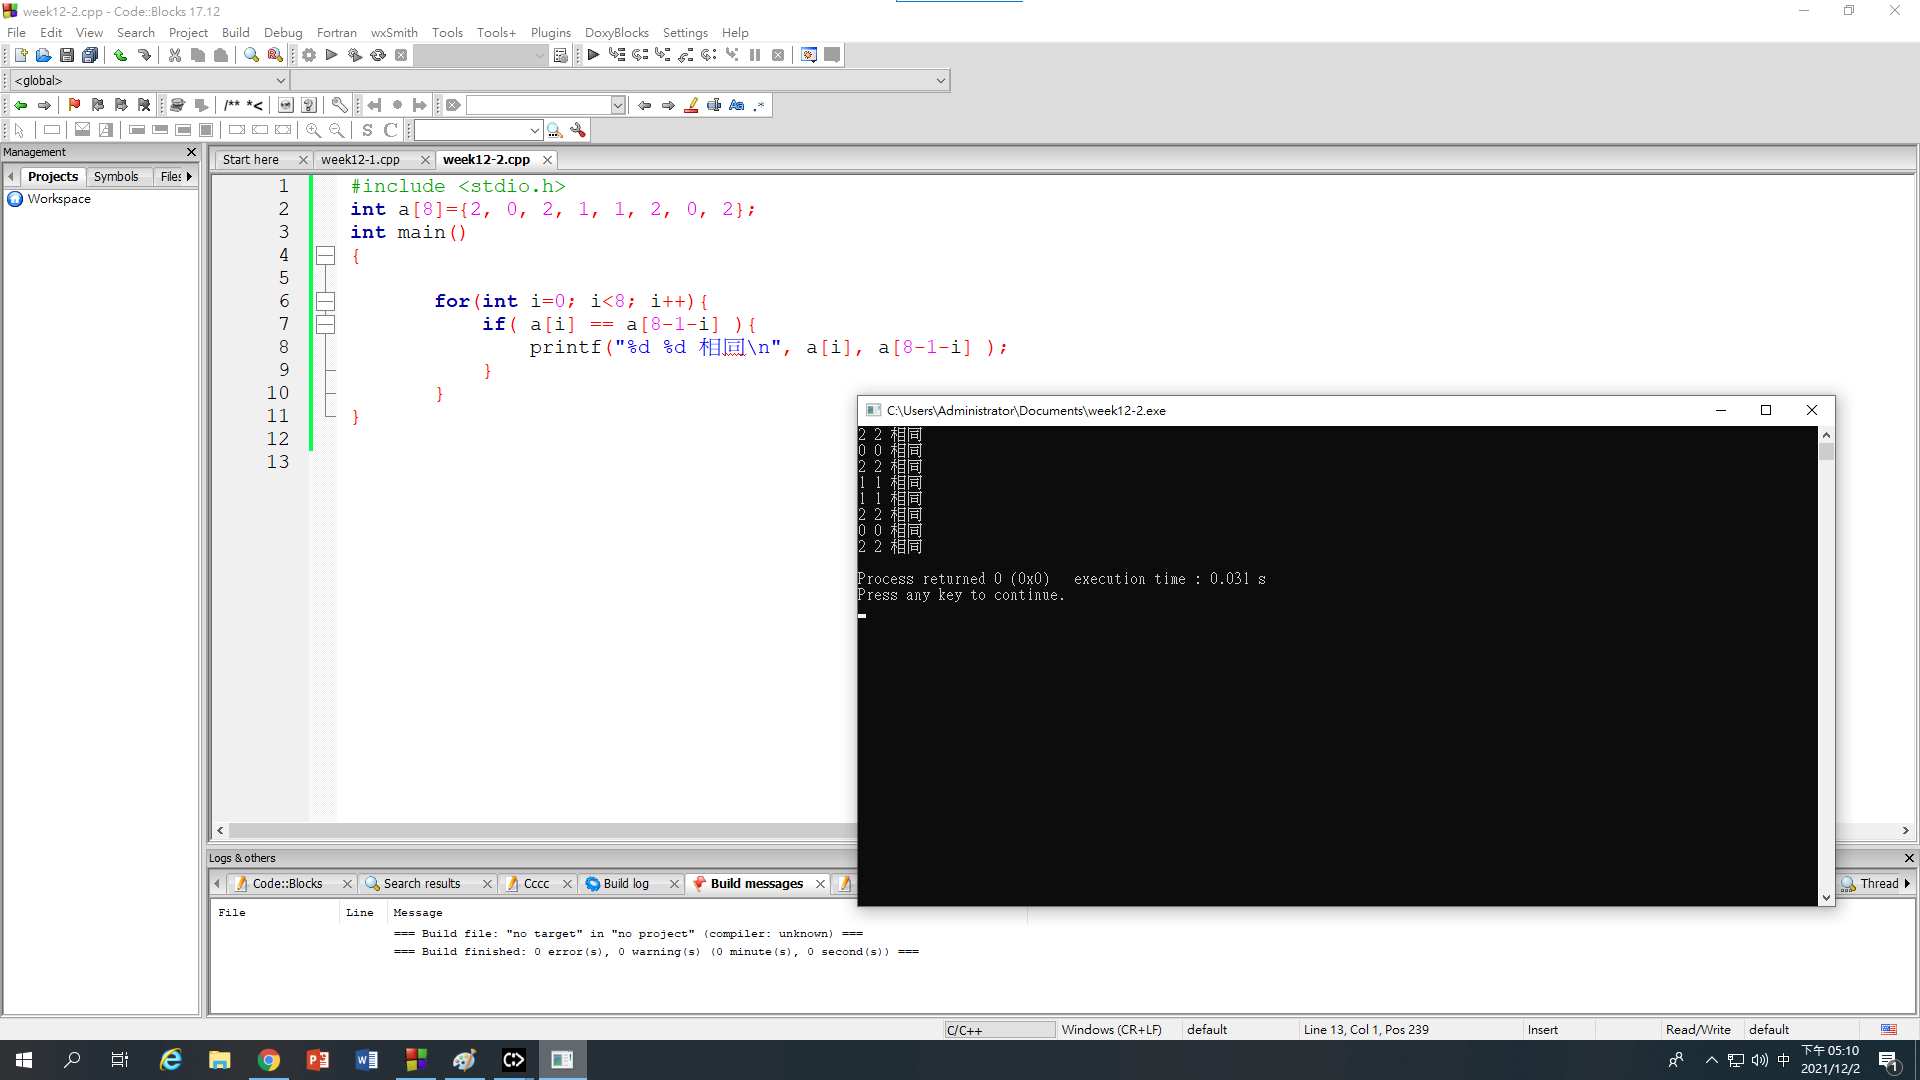 week12-2.cpp - Code::Blocks 17.12
File Edit View Search Project Build Debug Fortran wxSmith Tools Tools+ Plugins DoxyBlocks Settings Help
<global>
/** *<
Aa .*
S C
Management
Projects Symbols Files
Workspace
Start here week12-1.cpp week12-2.cpp
1 #include <stdio.h>
2 int a[8]={2, 0, 2, 1, 1, 2, 0, 2};
3 int main()
4 {
5
6 for(int i=0; i<8; i++){
7 if( a[i] == a[8-1-i] ){
8 printf("%d %d 相同\n", a[i], a[8-1-i] );
9 }
10 }
11 }
12
13
C:\Users\Administrator\Documents\week12-2.exe
2 2 相同
0 0 相同
2 2 相同
1 1 相同
1 1 相同
2 2 相同
0 0 相同
2 2 相同
Process returned 0 (0x0) execution time : 0.031 s
Press any key to continue.
Logs & others
Code::Blocks Search results Cccc Build log Build messages Thread
File Line Message
=== Build file: "no target" in "no project" (compiler: unknown) ===
=== Build finished: 0 error(s), 0 warning(s) (0 minute(s), 0 second(s)) ===
C/C++ Windows (CR+LF) default Line 13, Col 1, Pos 239 Insert Read/Write default
中 下午 05:10
2021/12/2
1